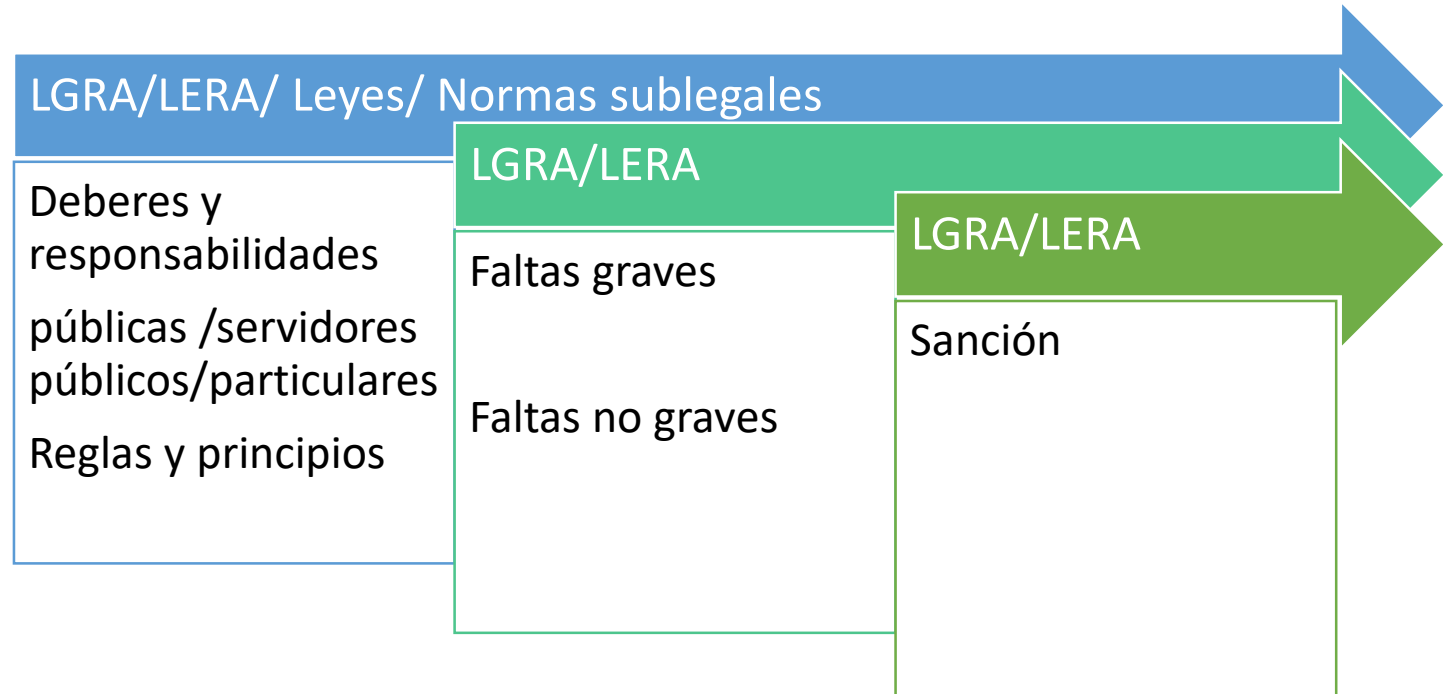 LGRA/LERA/ Leyes/ Normas sublegales
Deberes y
responsabilidades
públicas /servidores
públicos/particulares
Reglas y principios
LGRA/LERA
Faltas graves
Faltas no graves
LGRA/LERA
Sanción